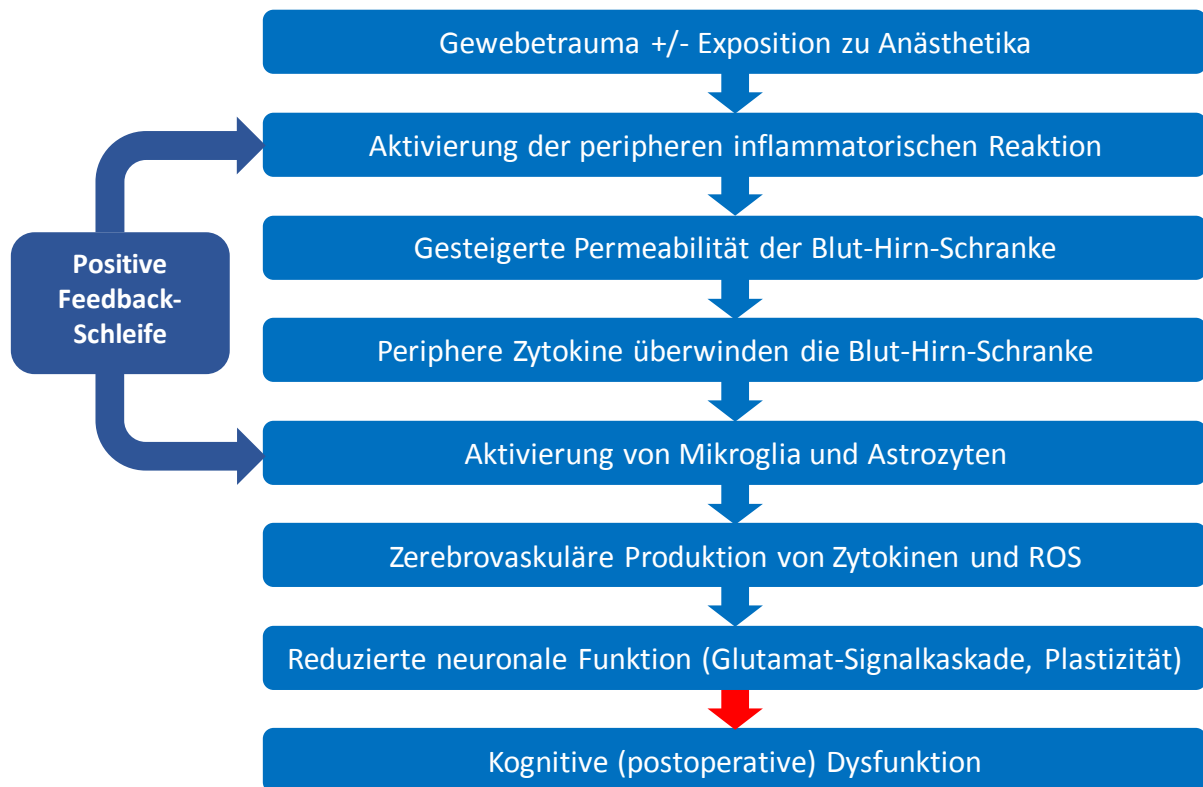 Gewebetrauma +/- Exposition zu Anästhetika
Aktivierung der peripheren inflammatorischen Reaktion
Gesteigerte Permeabilität der Blut-Hirn-Schranke
Positive
Feedback-
Schleife
Periphere Zytokine überwinden die Blut-Hirn-Schranke
Aktivierung von Mikroglia und Astrozyten
Zerebrovaskuläre Produktion von Zytokinen und ROS
Reduzierte neuronale Funktion (Glutamat-Signalkaskade, Plastizität)
Kognitive (postoperative) Dysfunktion